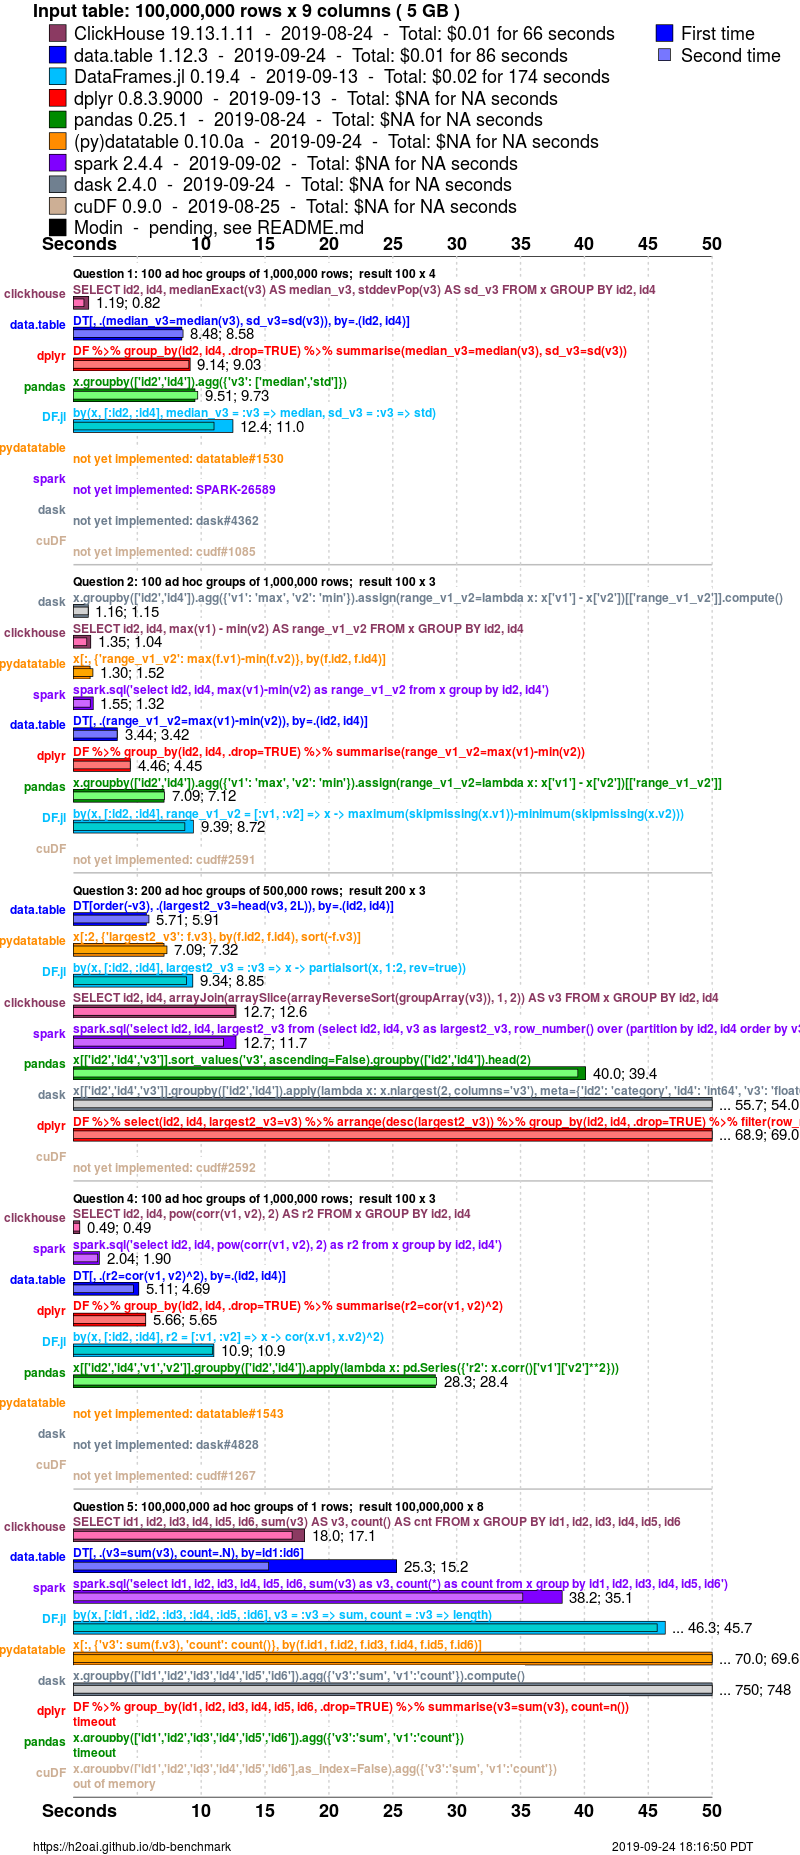 Input table: 100,000,000 rows x 9 columns ( 5 GB )
ClickHouse 19.13.1.11 - 2019-08-24 - Total: $0.01 for 66 seconds
First time
data.table 1.12.3 - 2019-09-24 - Total: $0.01 for 86 seconds
Second time
DataFrames.jl 0.19.4 - 2019-09-13 - Total: $0.02 for 174 seconds
dplyr 0.8.3.9000 - 2019-09-13 - Total: $NA for NA seconds
pandas 0.25.1 - 2019-08-24 - Total: $NA for NA seconds
(py)datatable 0.10.0a - 2019-09-24 - Total: $NA for NA seconds
spark 2.4.4 - 2019-09-02 - Total: $NA for NA seconds
dask 2.4.0 - 2019-09-24 - Total: $NA for NA seconds
cuDF 0.9.0 - 2019-08-25 - Total: $NA for NA seconds
Modin - pending, see README.md
Seconds 10 15 20 25 30 35 40 45 50
Question 1: 100 ad hoc groups of 1,000,000 rows; result 100 x 4
clickhouse SELECT id2, id4, medianExact(v3) AS median_v3, stddevPop(v3) AS sd_v3 FROM x GROUP BY id2, id4
1.19; 0.82
data.table DT[, .(median_v3=median(v3), sd_v3=sd(v3)), by=.(id2, id4)]
8.48; 8.58
dplyr DF %>% group_by(id2, id4, .drop=TRUE) %>% summarise(median_v3=median(v3), sd_v3=sd(v3))
9.14; 9.03
pandas x.groupby(['id2','id4']).agg({'v3': ['median','std']})
9.51; 9.73
DF.jl by(x, [:id2, :id4], median_v3 = :v3 => median, sd_v3 = :v3 => std)
12.4; 11.0
pydatatable
not yet implemented: datatable#1530
spark
not yet implemented: SPARK-26589
dask
not yet implemented: dask#4362
cuDF
not yet implemented: cudf#1085
Question 2: 100 ad hoc groups of 1,000,000 rows; result 100 x 3
dask x.groupby(['id2','id4']).agg({'v1': 'max', 'v2': 'min'}).assign(range_v1_v2=lambda x: x['v1'] - x['v2'])[['range_v1_v2']].compute()
1.16; 1.15
clickhouse SELECT id2, id4, max(v1) - min(v2) AS range_v1_v2 FROM x GROUP BY id2, id4
1.35; 1.04
pydatatable x[:, {'range_v1_v2': max(f.v1)-min(f.v2)}, by(f.id2, f.id4)]
1.30; 1.52
spark spark.sql('select id2, id4, max(v1)-min(v2) as range_v1_v2 from x group by id2, id4')
1.55; 1.32
data.table DT[, .(range_v1_v2=max(v1)-min(v2)), by=.(id2, id4)]
3.44; 3.42
dplyr DF %>% group_by(id2, id4, .drop=TRUE) %>% summarise(range_v1_v2=max(v1)-min(v2))
4.46; 4.45
pandas x.groupby(['id2','id4']).agg({'v1': 'max', 'v2': 'min'}).assign(range_v1_v2=lambda x: x['v1'] - x['v2'])[['range_v1_v2']]
7.09; 7.12
DF.jl by(x, [:id2, :id4], range_v1_v2 = [:v1, :v2] => x -> maximum(skipmissing(x.v1))-minimum(skipmissing(x.v2)))
9.39; 8.72
cuDF
not yet implemented: cudf#2591
Question 3: 200 ad hoc groups of 500,000 rows; result 200 x 3
data.table DT[order(-v3), .(largest2_v3=head(v3, 2L)), by=.(id2, id4)]
5.71; 5.91
pydatatable x[:2, {'largest2_v3': f.v3}, by(f.id2, f.id4), sort(-f.v3)]
7.09; 7.32
DF.jl by(x, [:id2, :id4], largest2_v3 = :v3 => x -> partialsort(x, 1:2, rev=true))
9.34; 8.85
clickhouse SELECT id2, id4, arrayJoin(arraySlice(arrayReverseSort(groupArray(v3)), 1, 2)) AS v3 FROM x GROUP BY id2, id4
12.7; 12.6
spark spark.sql('select id2, id4, largest2_v3 from (select id2, id4, v3 as largest2_v3, row_number() over (partition by id2, id4 order by v3
12.7; 11.7
pandas x[['id2','id4','v3']].sort_values('v3', ascending=False).groupby(['id2','id4']).head(2)
40.0; 39.4
dask x[['id2','id4','v3']].groupby(['id2','id4']).apply(lambda x: x.nlargest(2, columns='v3'), meta={'id2': 'category', 'id4': 'int64', 'v3': 'float
... 55.7; 54.0
dplyr DF %>% select(id2, id4, largest2_v3=v3) %>% arrange(desc(largest2_v3)) %>% group_by(id2, id4, .drop=TRUE) %>% filter(row_
... 68.9; 69.0
cuDF
not yet implemented: cudf#2592
Question 4: 100 ad hoc groups of 1,000,000 rows; result 100 x 3
clickhouse SELECT id2, id4, pow(corr(v1, v2), 2) AS r2 FROM x GROUP BY id2, id4
0.49; 0.49
spark spark.sql('select id2, id4, pow(corr(v1, v2), 2) as r2 from x group by id2, id4')
2.04; 1.90
data.table DT[, .(r2=cor(v1, v2)^2), by=.(id2, id4)]
5.11; 4.69
dplyr DF %>% group_by(id2, id4, .drop=TRUE) %>% summarise(r2=cor(v1, v2)^2)
5.66; 5.65
DF.jl by(x, [:id2, :id4], r2 = [:v1, :v2] => x -> cor(x.v1, x.v2)^2)
10.9; 10.9
pandas x[['id2','id4','v1','v2']].groupby(['id2','id4']).apply(lambda x: pd.Series({'r2': x.corr()['v1']['v2']**2}))
28.3; 28.4
pydatatable
not yet implemented: datatable#1543
dask
not yet implemented: dask#4828
cuDF
not yet implemented: cudf#1267
Question 5: 100,000,000 ad hoc groups of 1 rows; result 100,000,000 x 8
clickhouse SELECT id1, id2, id3, id4, id5, id6, sum(v3) AS v3, count() AS cnt FROM x GROUP BY id1, id2, id3, id4, id5, id6
18.0; 17.1
data.table DT[, .(v3=sum(v3), count=.N), by=id1:id6]
25.3; 15.2
spark spark.sql('select id1, id2, id3, id4, id5, id6, sum(v3) as v3, count(*) as count from x group by id1, id2, id3, id4, id5, id6')
38.2; 35.1
DF.jl by(x, [:id1, :id2, :id3, :id4, :id5, :id6], v3 = :v3 => sum, count = :v3 => length)
... 46.3; 45.7
pydatatable x[:, {'v3': sum(f.v3), 'count': count()}, by(f.id1, f.id2, f.id3, f.id4, f.id5, f.id6)]
... 70.0; 69.6
dask x.groupby(['id1','id2','id3','id4','id5','id6']).agg({'v3':'sum', 'v1':'count'}).compute()
... 750; 748
dplyr DF %>% group_by(id1, id2, id3, id4, id5, id6, .drop=TRUE) %>% summarise(v3=sum(v3), count=n())
timeout
pandas x.groupby(['id1','id2','id3','id4','id5','id6']).agg({'v3':'sum', 'v1':'count'})
timeout
cuDF x.groupby(['id1','id2','id3','id4','id5','id6'],as_index=False).agg({'v3':'sum', 'v1':'count'})
out of memory
Seconds 10 15 20 25 30 35 40 45 50
https://h2oai.github.io/db-benchmark
2019-09-24 18:16:50 PDT